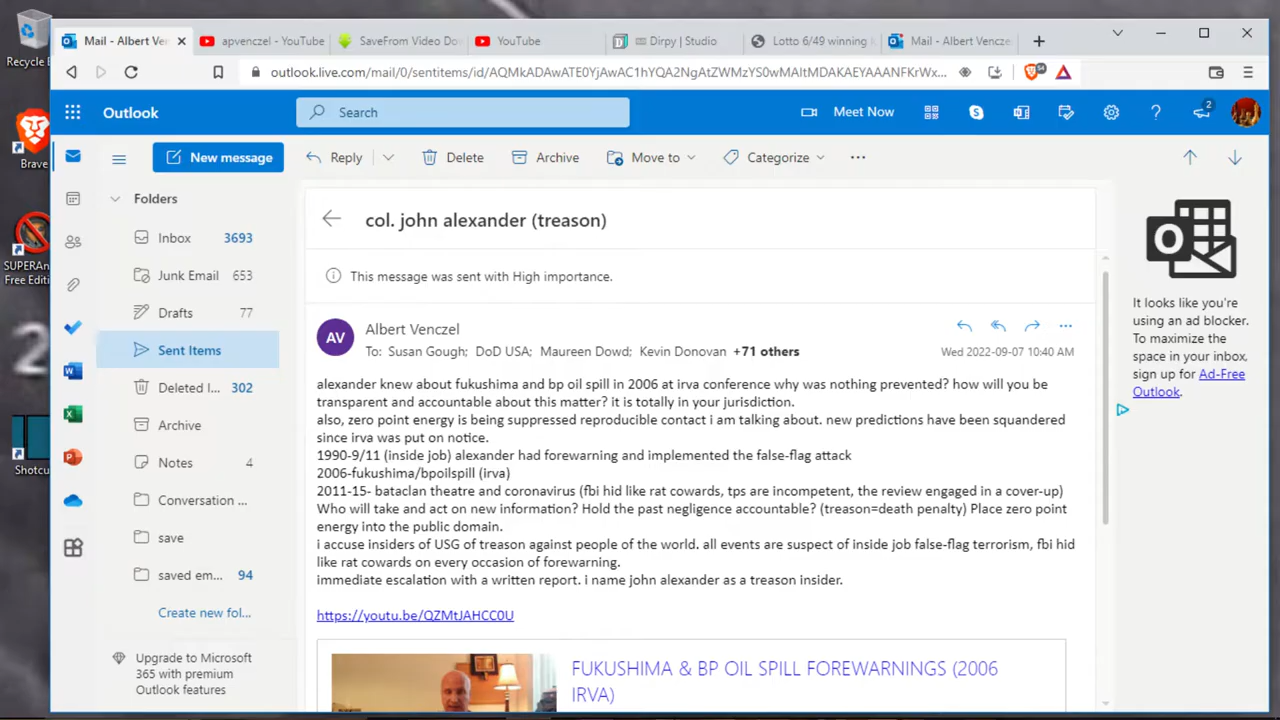 Recycle B
Brave
SUPERAn
Free Editi
Shotcu
Mail - Albert Ve
apvenczel - YouTube
SaveFrom Video Do
YouTube
Dirpy | Studio
Lotto 6/49 winning
Mail - Albert Vencze
outlook.live.com/mail/0/sentitems/id/AQMkADAwATE0YjAwAC1hYQA2NgAtZWMzYS0wMAItMDAKAEYAAANFKrWx...
54
Outlook
Search
Meet Now
2
New message
Reply
Delete
Archive
Move to
Categorize
Folders
Inbox 3693
Junk Email 653
Drafts 77
Sent Items
Deleted I... 302
Archive
Notes 4
Conversation ...
save
saved em... 94
Create new fol...
Upgrade to Microsoft
365 with premium
Outlook features
col. john alexander (treason)
This message was sent with High importance.
AV
Albert Venczel
To: Susan Gough; DoD USA; Maureen Dowd; Kevin Donovan +71 others
Wed 2022-09-07 10:40 AM
alexander knew about fukushima and bp oil spill in 2006 at irva conference why was nothing prevented? how will you be
transparent and accountable about this matter? it is totally in your jurisdiction.
also, zero point energy is being suppressed reproducible contact i am talking about. new predictions have been squandered
since irva was put on notice.
1990-9/11 (inside job) alexander had forewarning and implemented the false-flag attack
2006-fukushima/bpoilspill (irva)
2011-15- bataclan theatre and coronavirus (fbi hid like rat cowards, tps are incompetent, the review engaged in a cover-up)
Who will take and act on new information? Hold the past negligence accountable? (treason=death penalty) Place zero point
energy into the public domain.
i accuse insiders of USG of treason against people of the world. all events are suspect of inside job false-flag terrorism, fbi hid
like rat cowards on every occasion of forewarning.
immediate escalation with a written report. i name john alexander as a treason insider.
https://youtu.be/QZMtJAHCC0U
FUKUSHIMA & BP OIL SPILL FOREWARNINGS (2006
IRVA)
It looks like you're
using an ad blocker.
To maximize the
space in your inbox,
sign up for Ad-Free
Outlook.